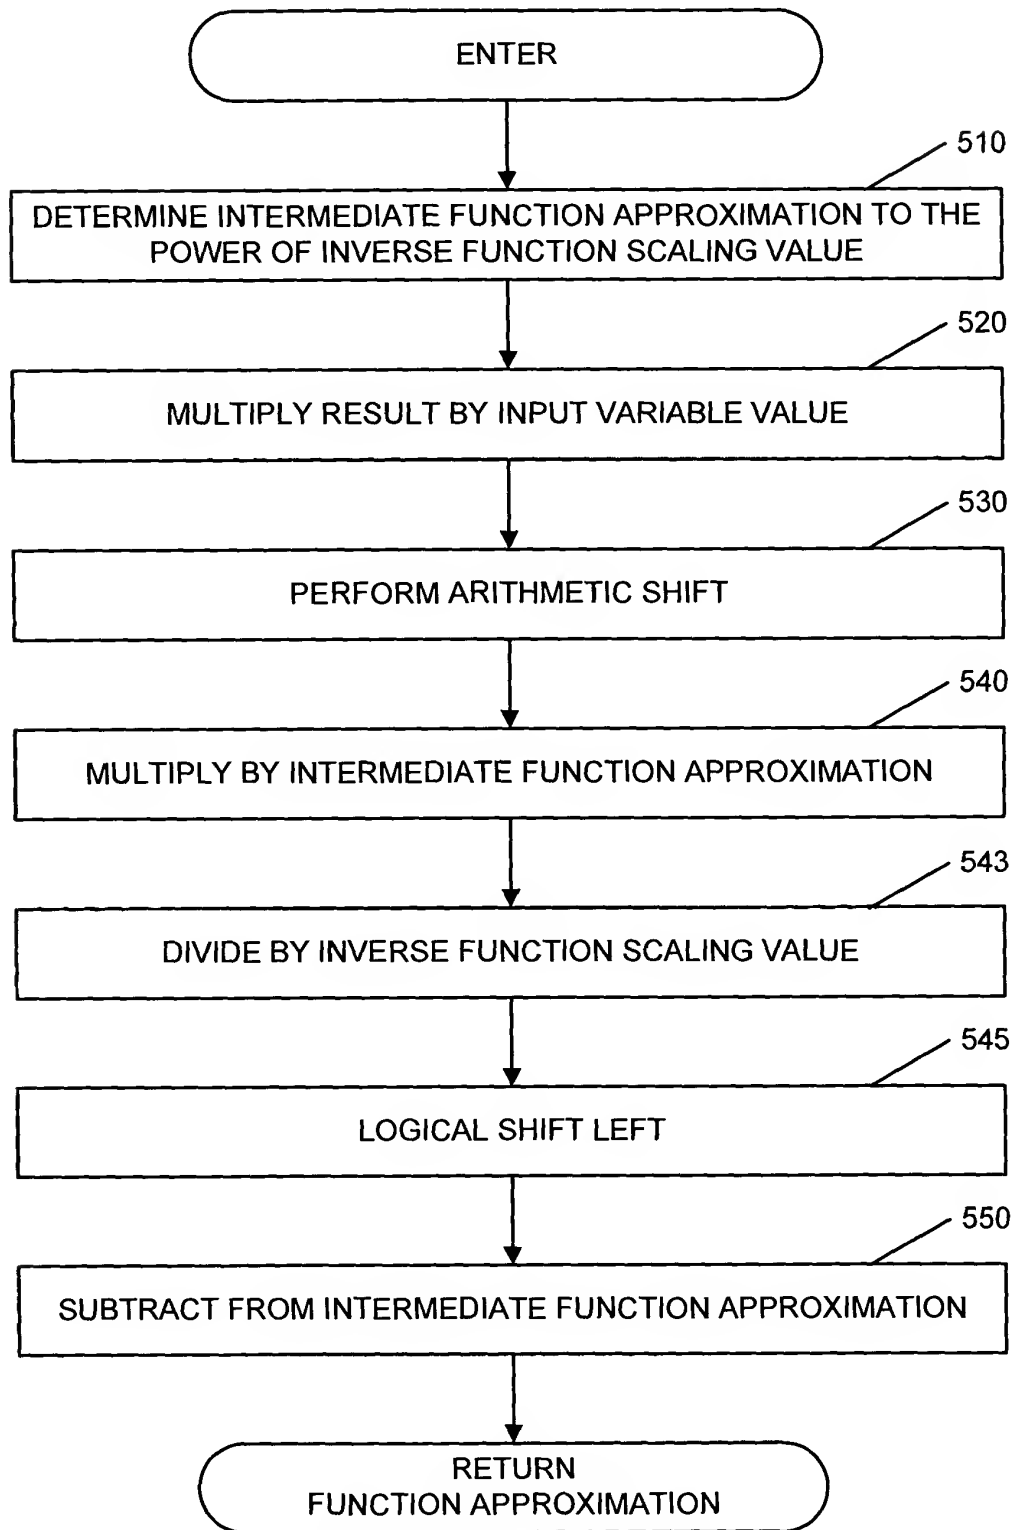 ENTER
510
DETERMINE INTERMEDIATE FUNCTION APPROXIMATION TO THE
POWER OF INVERSE FUNCTION SCALING VALUE
520
MULTIPLY RESULT BY INPUT VARIABLE VALUE
530
PERFORM ARITHMETIC SHIFT
540
MULTIPLY BY INTERMEDIATE FUNCTION APPROXIMATION
543
DIVIDE BY INVERSE FUNCTION SCALING VALUE
545
LOGICAL SHIFT LEFT
550
SUBTRACT FROM INTERMEDIATE FUNCTION APPROXIMATION
RETURN
FUNCTION APPROXIMATION